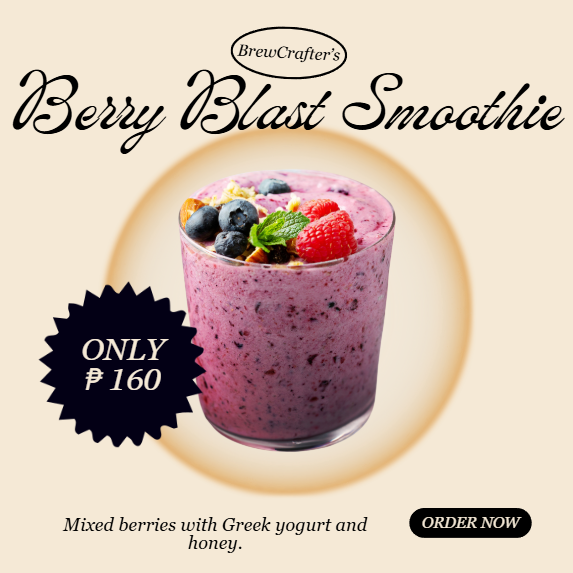 BrewCrafter's
Berry Blast Smoothie
ONLY
₱ 160
Mixed berries with Greek yogurt and
honey.
ORDER NOW